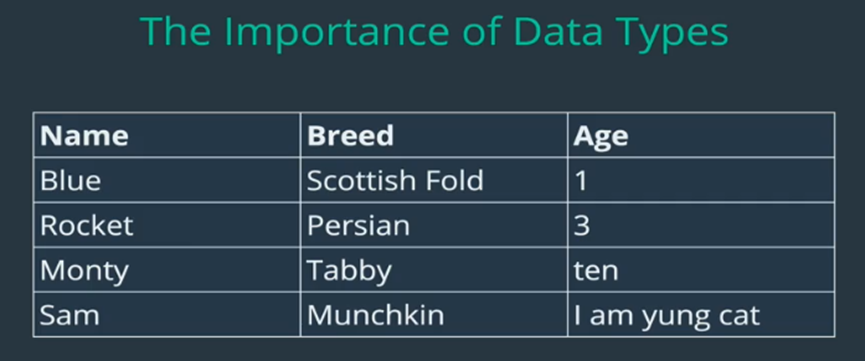 The Importance of Data Types
Name Breed Age
Blue Scottish Fold 1
Rocket Persian 3
Monty Tabby ten
Sam Munchkin I am yung cat